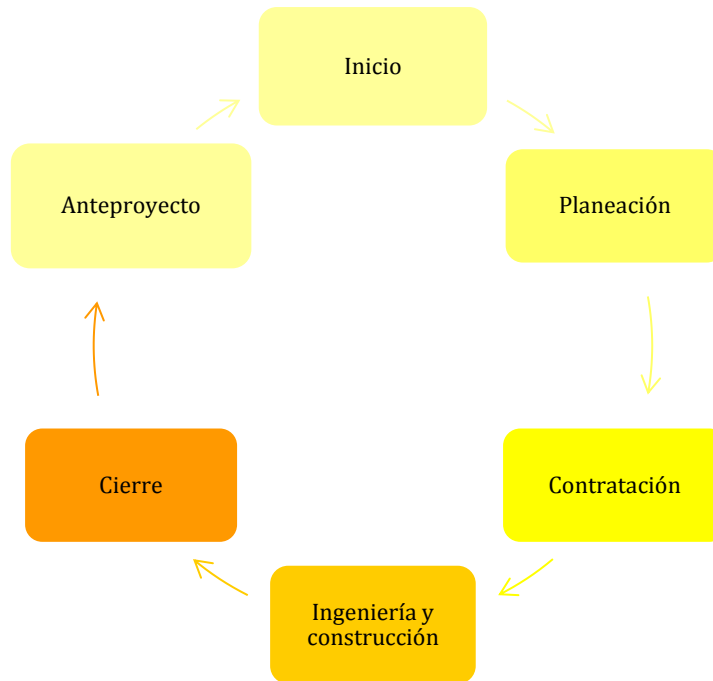 Inicio
Anteproyecto
Planeación
Cierre
Contratación
Ingeniería y
construcción